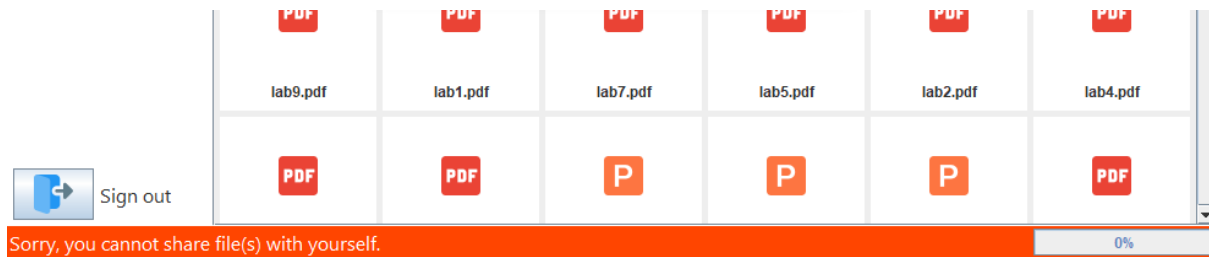 PDF PDF PDF PDF PDF PDF
lab9.pdf lab1.pdf lab7.pdf lab5.pdf lab2.pdf lab4.pdf
PDF PDF P P P PDF
Sign out
Sorry, you cannot share file(s) with yourself. 0%